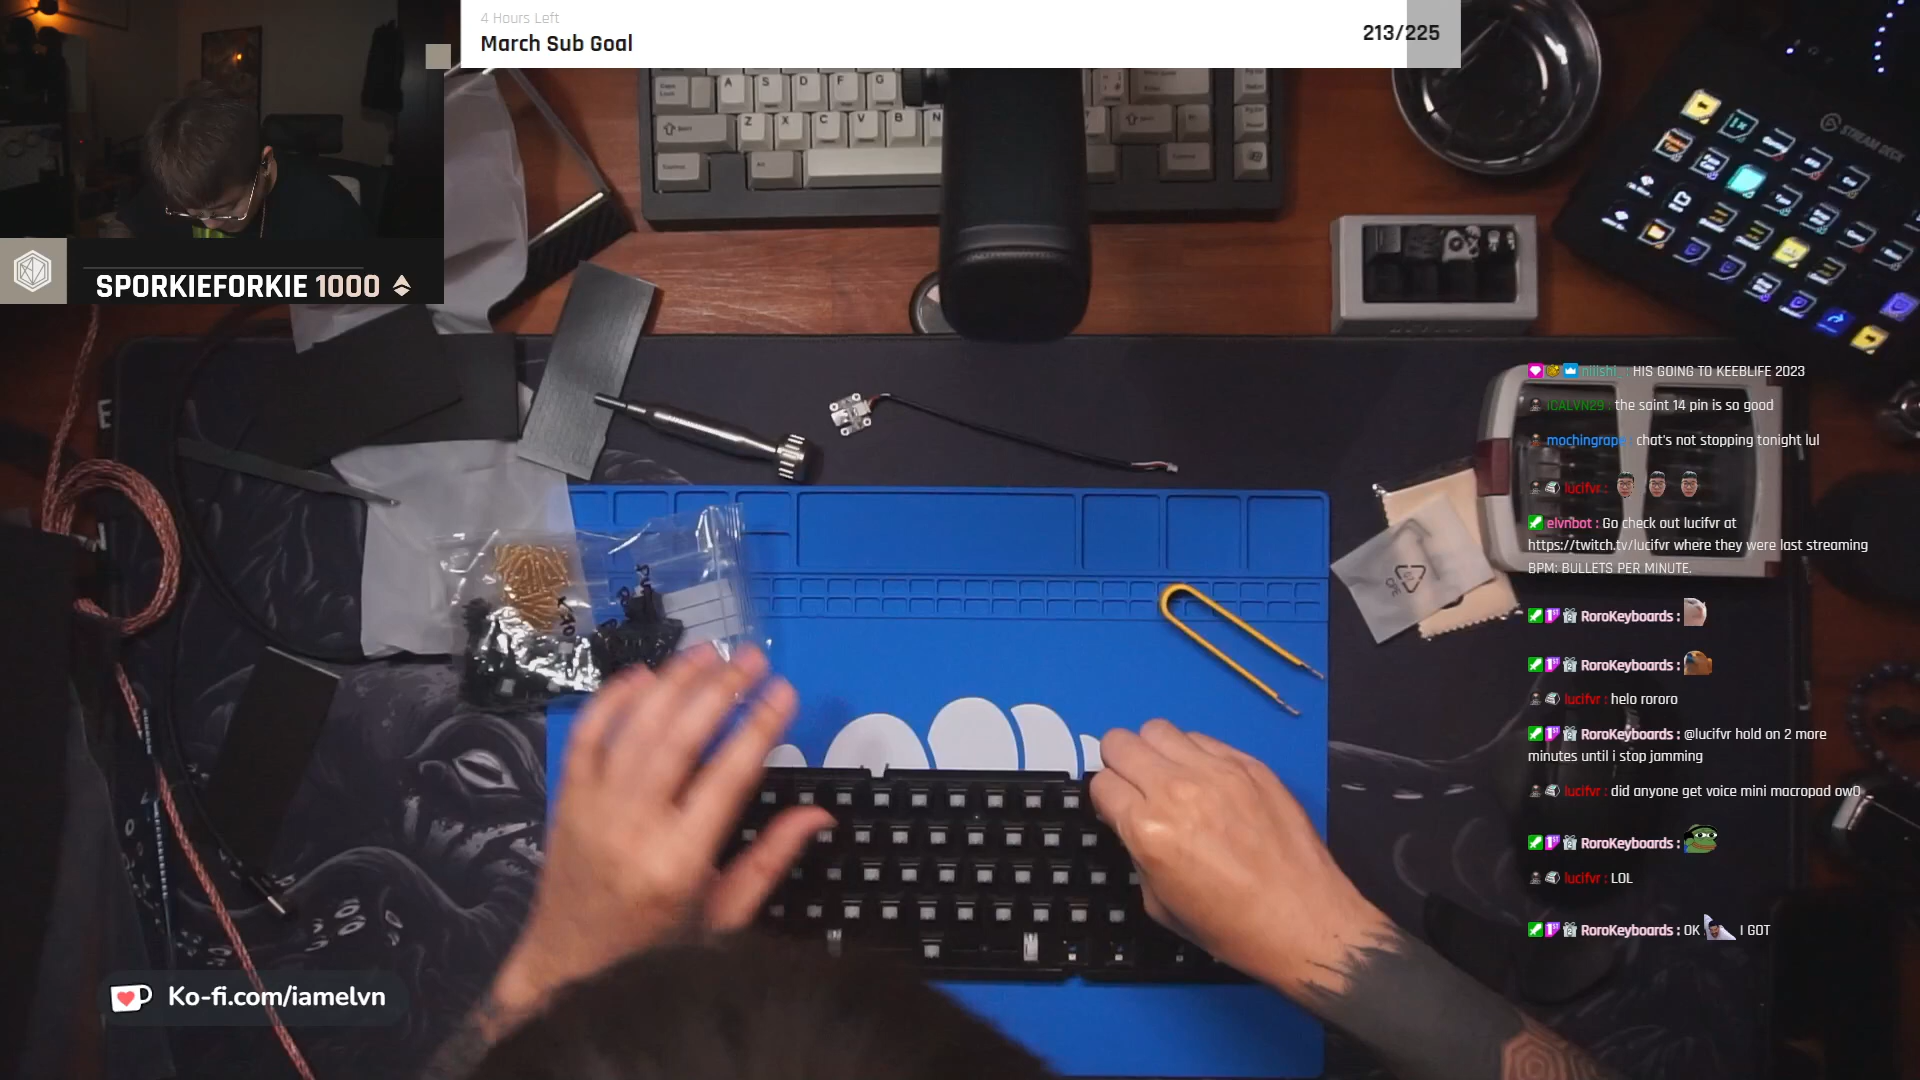 4 Hours Left
March Sub Goal
213/225
SPORKIEFORKIE 1000
A S D F G
Z X C V B N
STREAM DECK
niiishi : HIS GOING TO KEEBLIFE 2023
iCALVN29 : the saint 14 pin is so good
mochingrape : chat's not stopping tonight lul
lucifvr :
elvnbot : Go check out lucifvr at
https://twitch.tv/lucifvr where they were last streaming
BPM: BULLETS PER MINUTE.
RoroKeyboards :
RoroKeyboards :
lucifvr : helo rororo
RoroKeyboards : @lucifvr hold on 2 more
minutes until i stop jamming
lucifvr : did anyone get voice mini macropad owO
RoroKeyboards :
lucifvr : LOL
RoroKeyboards : OK I GOT
Ko-fi.com/iamelvn